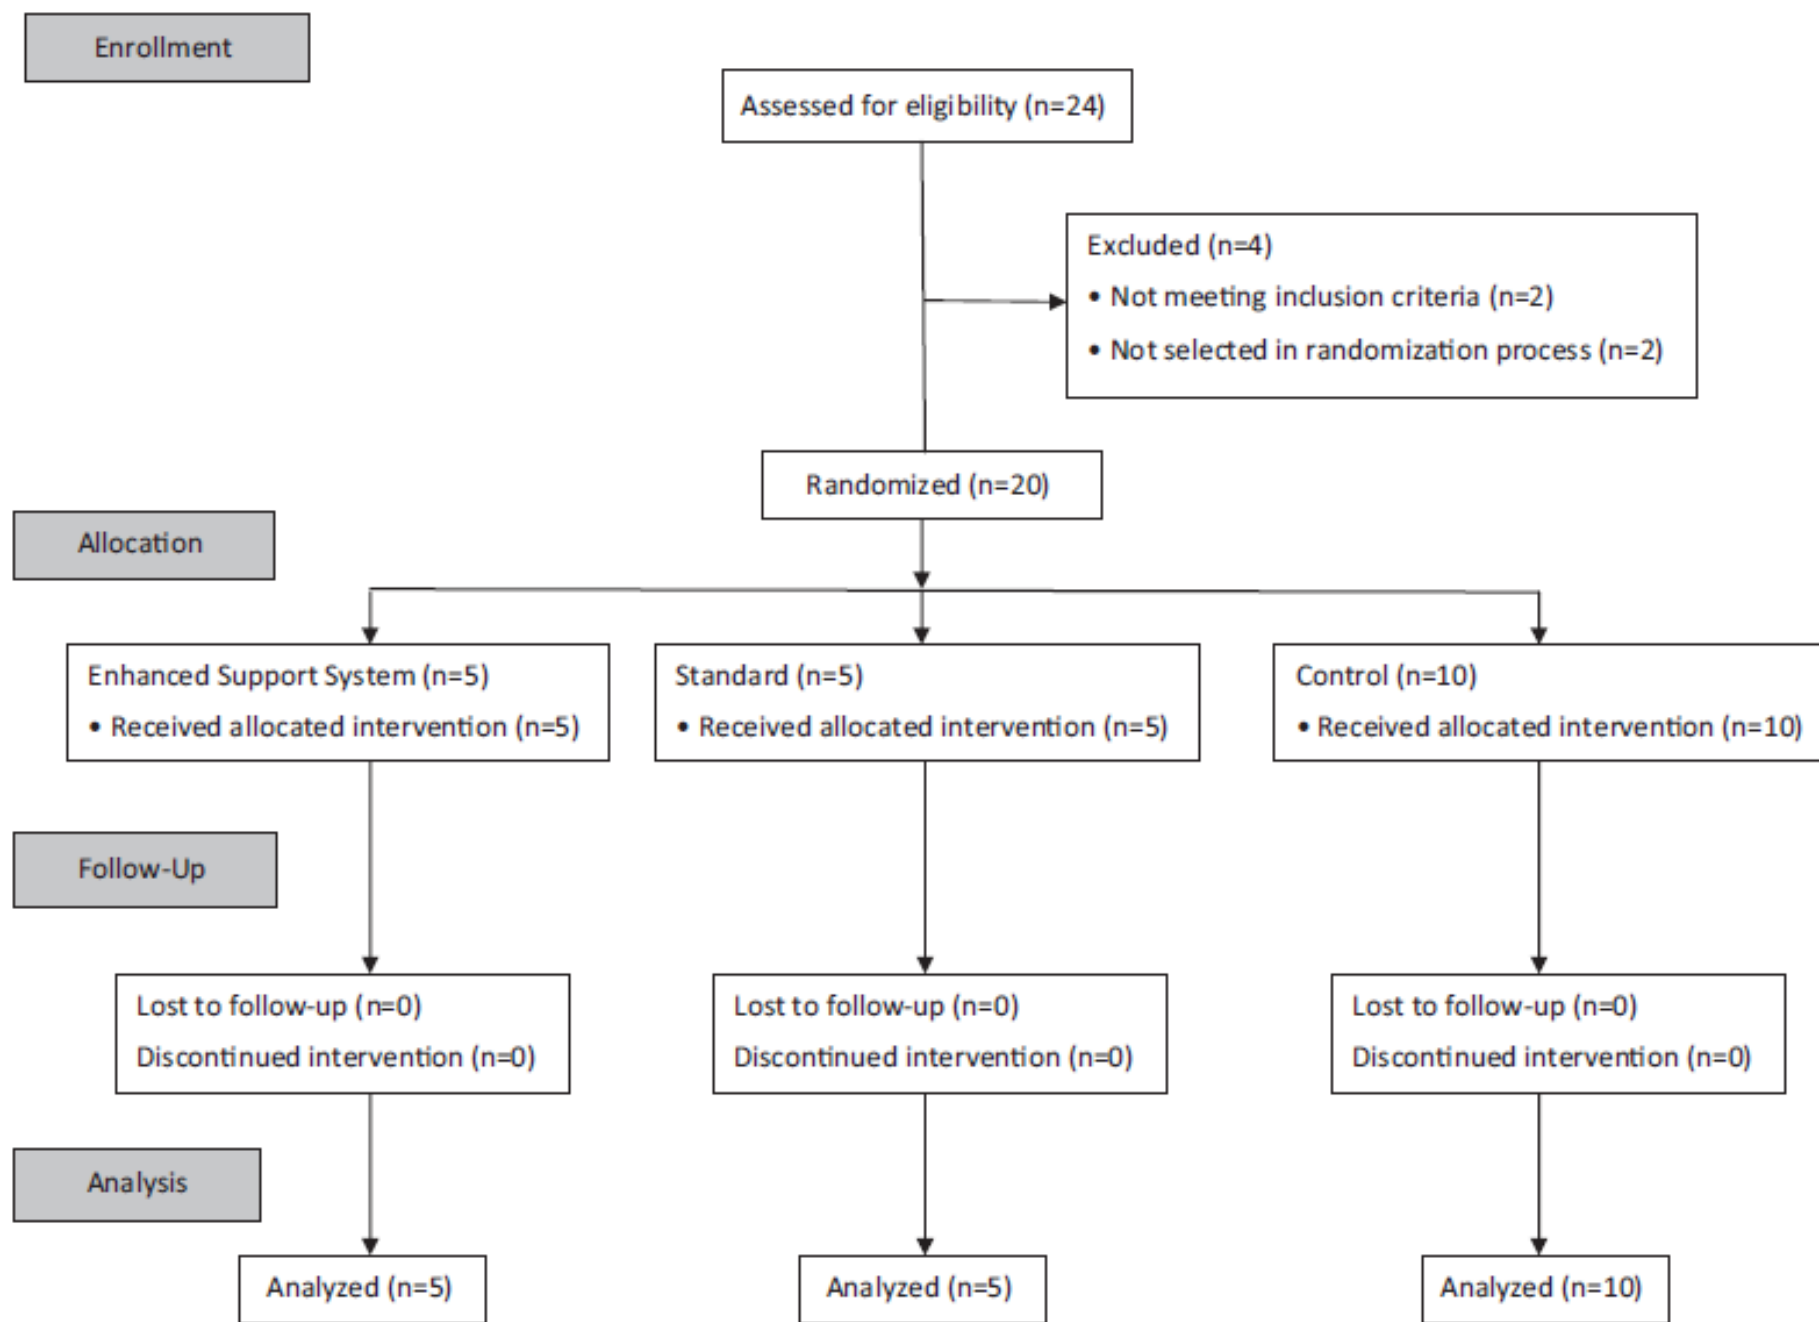 Enrollment
Assessed for eligibility (n=24)
Excluded (n=4)
• Not meeting inclusion criteria (n=2)
• Not selected in randomization process (n=2)
Randomized (n=20)
Allocation
Enhanced Support System (n=5)
• Received allocated intervention (n=5)
Standard (n=5)
• Received allocated intervention (n=5)
Control (n=10)
• Received allocated intervention (n=10)
Follow-Up
Lost to follow-up (n=0)
Discontinued intervention (n=0)
Lost to follow-up (n=0)
Discontinued intervention (n=0)
Lost to follow-up (n=0)
Discontinued intervention (n=0)
Analysis
Analyzed (n=5)
Analyzed (n=5)
Analyzed (n=10)